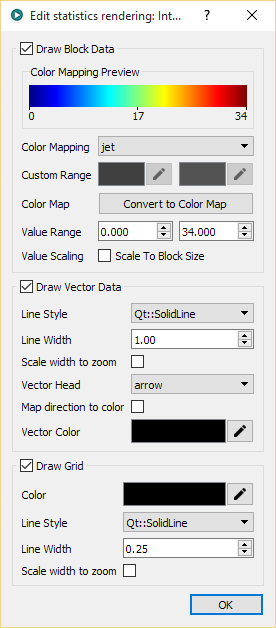 Edit statistics rendering: Int...
Draw Block Data
Color Mapping Preview
0 17 34
Color Mapping jet
Custom Range
Color Map Convert to Color Map
Value Range 0.000 34.000
Value Scaling Scale To Block Size
Draw Vector Data
Line Style Qt::SolidLine
Line Width 1.00
Scale width to zoom
Vector Head arrow
Map direction to color
Vector Color
Draw Grid
Color
Line Style Qt::SolidLine
Line Width 0.25
Scale width to zoom
OK